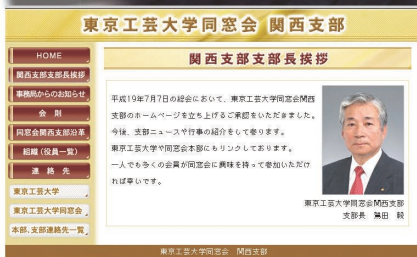 東京工芸大学同窓会 関西支部
HOME
関西支部支部長挨拶
事務局からのお知らせ
会 則
同窓会関西支部沿革
組織(役員一覧)
連 絡 先
東京工芸大学
東京工芸大学同窓会
本部、支部連絡先一覧
関西支部支部長挨拶
平成19年7月7日の総会において、東京工芸大学同窓会関西
支部のホームページを立ち上げるご承認をいただきました。
今後、支部ニュースや行事の紹介をして参ります。
東京工芸大学や同窓会本部にもリンクしております。
一人でも多くの会員が同窓会に興味を持って参加いただけ
れば幸いです。
東京工芸大学同窓会関西支部
支部長 田 毅
東京工芸大学同窓会 関西支部